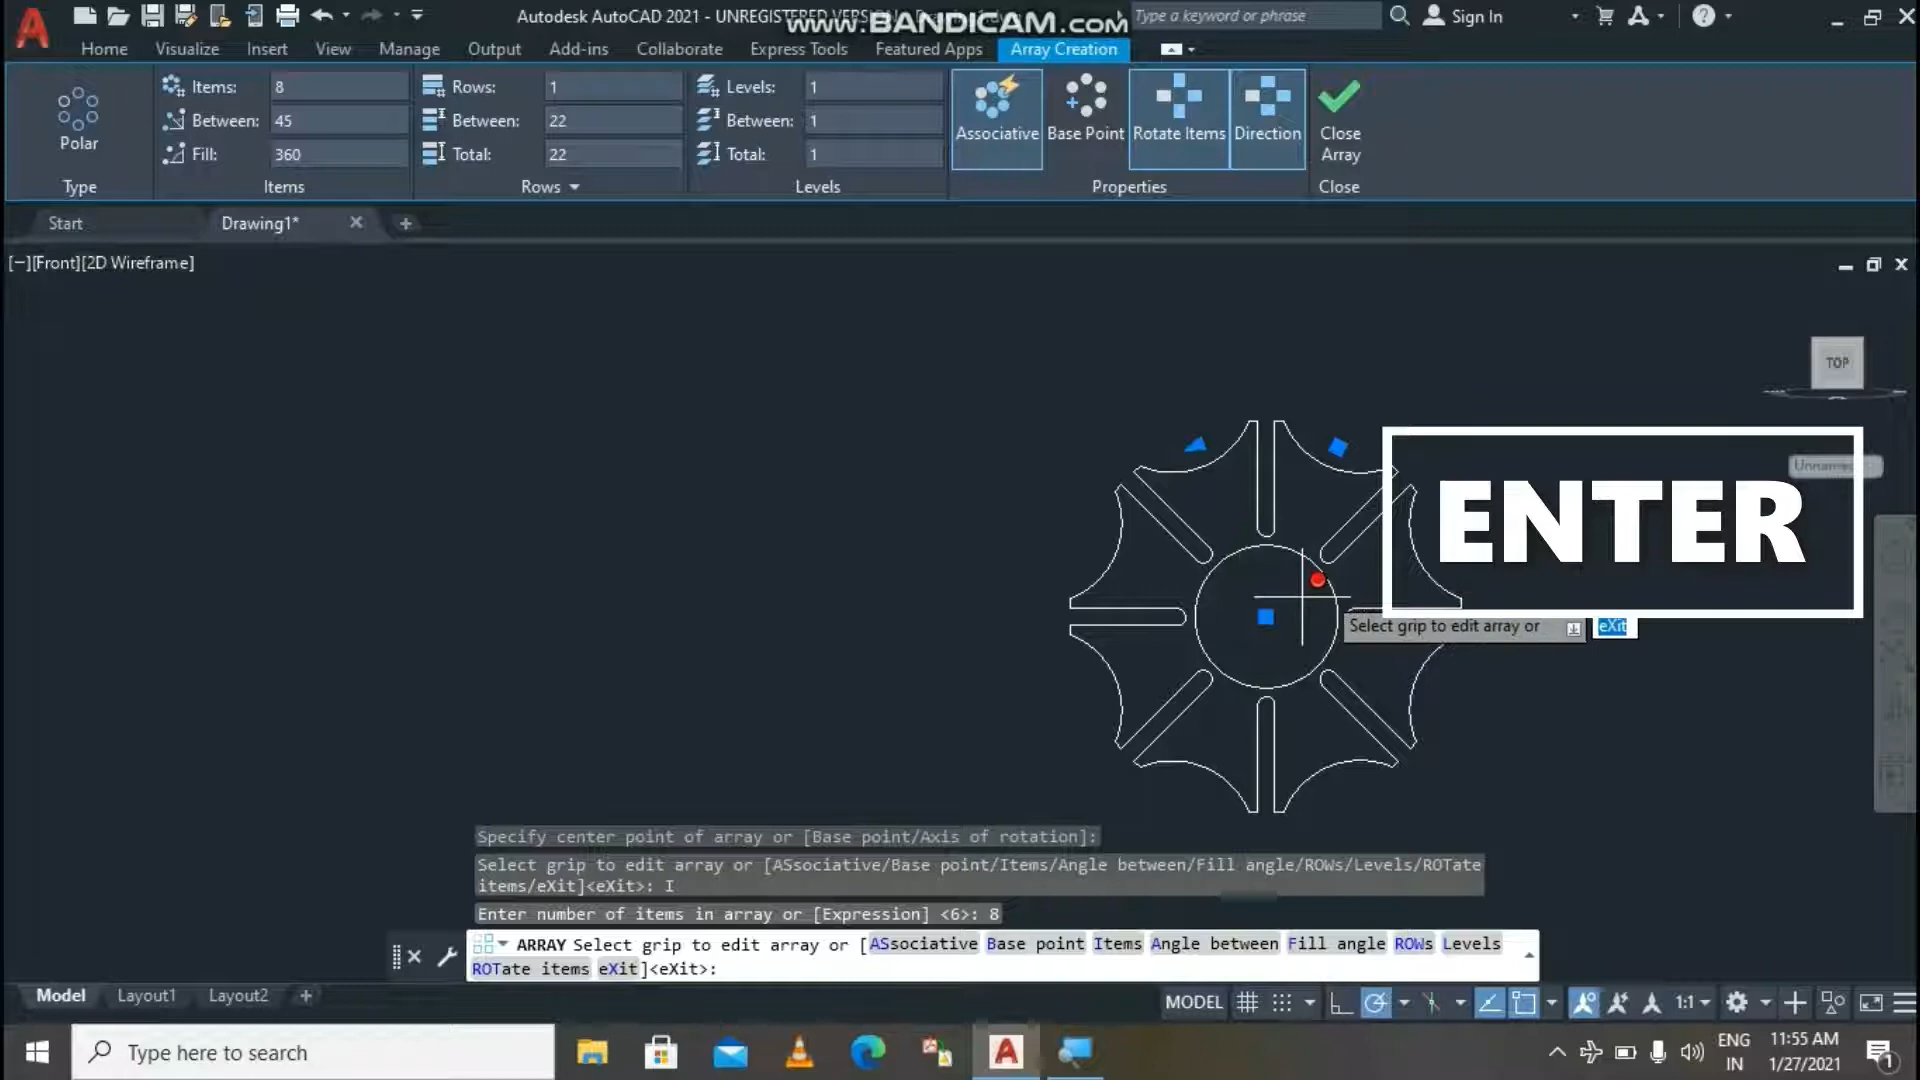 Autodesk AutoCAD 2021 - UNREGISTERED VERSION
www.BANDICAM.com
Type a keyword or phrase
Sign In
Home Visualize Insert View Manage Output Add-ins Collaborate Express Tools Featured Apps Array Creation
Polar
Items: 8
Between: 45
Fill: 360
Rows: 1
Between: 22
Total: 22
Levels: 1
Between: 1
Total: 1
Associative Base Point Rotate Items Direction
Close
Array
Type Items Rows Levels Properties Close
Start Drawing1*
[−][Front][2D Wireframe]
TOP
Unnamed
ENTER
Select grip to edit array or eXit
Specify center point of array or [Base point/Axis of rotation]:
Select grip to edit array or [ASsociative/Base point/Items/Angle between/Fill angle/ROWs/Levels/ROTate
items/eXit]<eXit>: I
Enter number of items in array or [Expression] <6>: 8
ARRAY Select grip to edit array or [ASsociative Base point Items Angle between Fill angle ROWs Levels
ROTate items eXit]<eXit>:
Model Layout1 Layout2
MODEL 1:1
Type here to search
ENG
IN
11:55 AM
1/27/2021
1